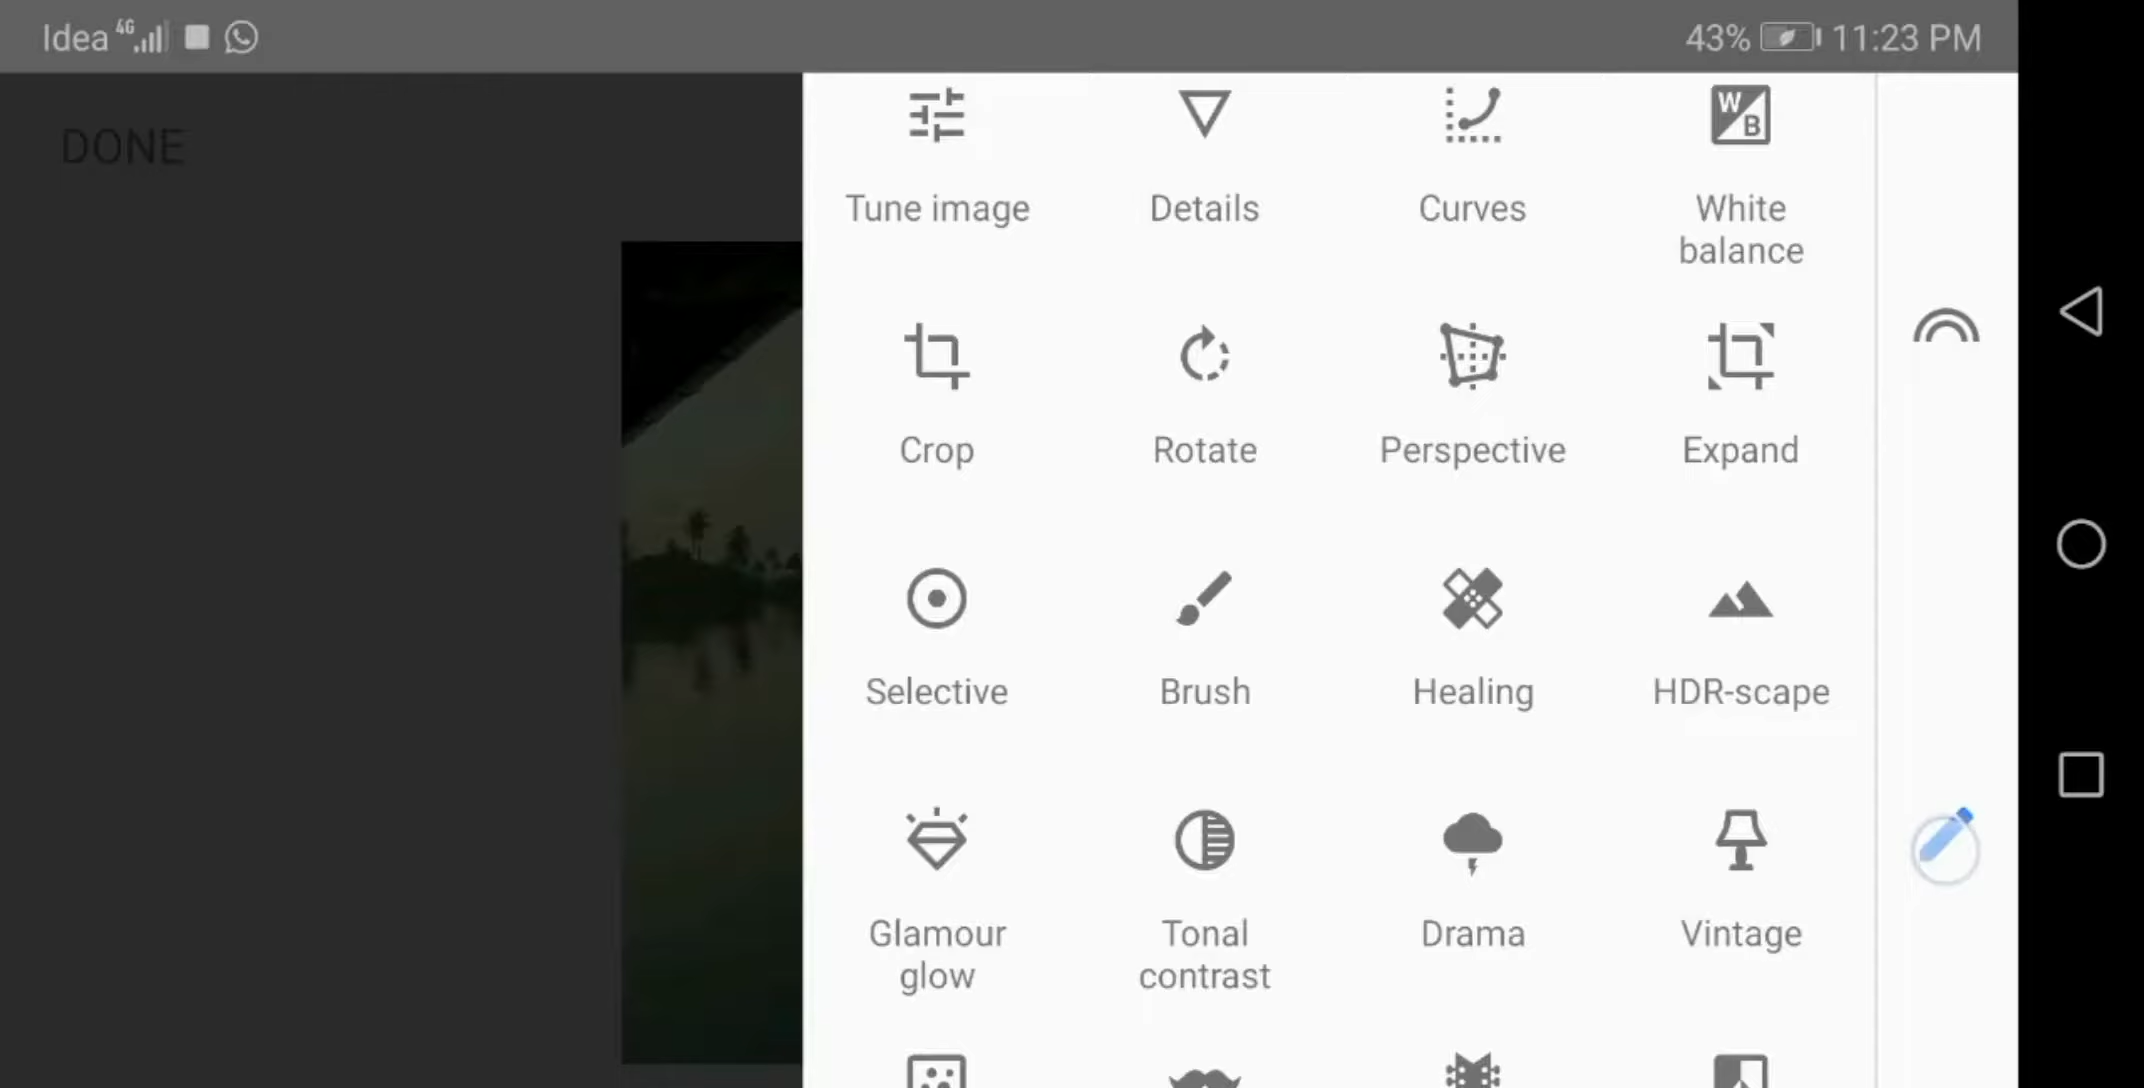 Idea 4G 43% 11:23 PM
DONE
Tune image Details Curves White balance
W B
Crop Rotate Perspective Expand
Selective Brush Healing HDR-scape
Glamour glow Tonal contrast Drama Vintage